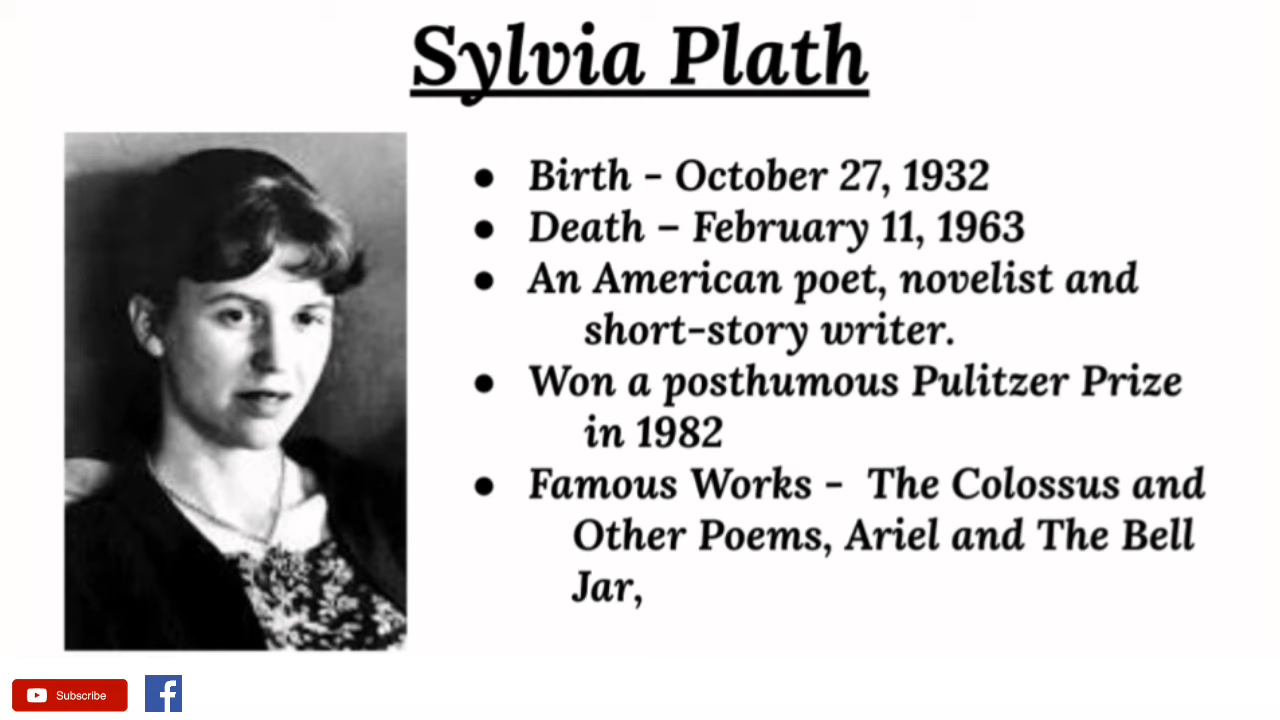 Sylvia Plath
● Birth - October 27, 1932
● Death – February 11, 1963
● An American poet, novelist and
short-story writer.
● Won a posthumous Pulitzer Prize
in 1982
● Famous Works - The Colossus and
Other Poems, Ariel and The Bell
Jar,
Subscribe